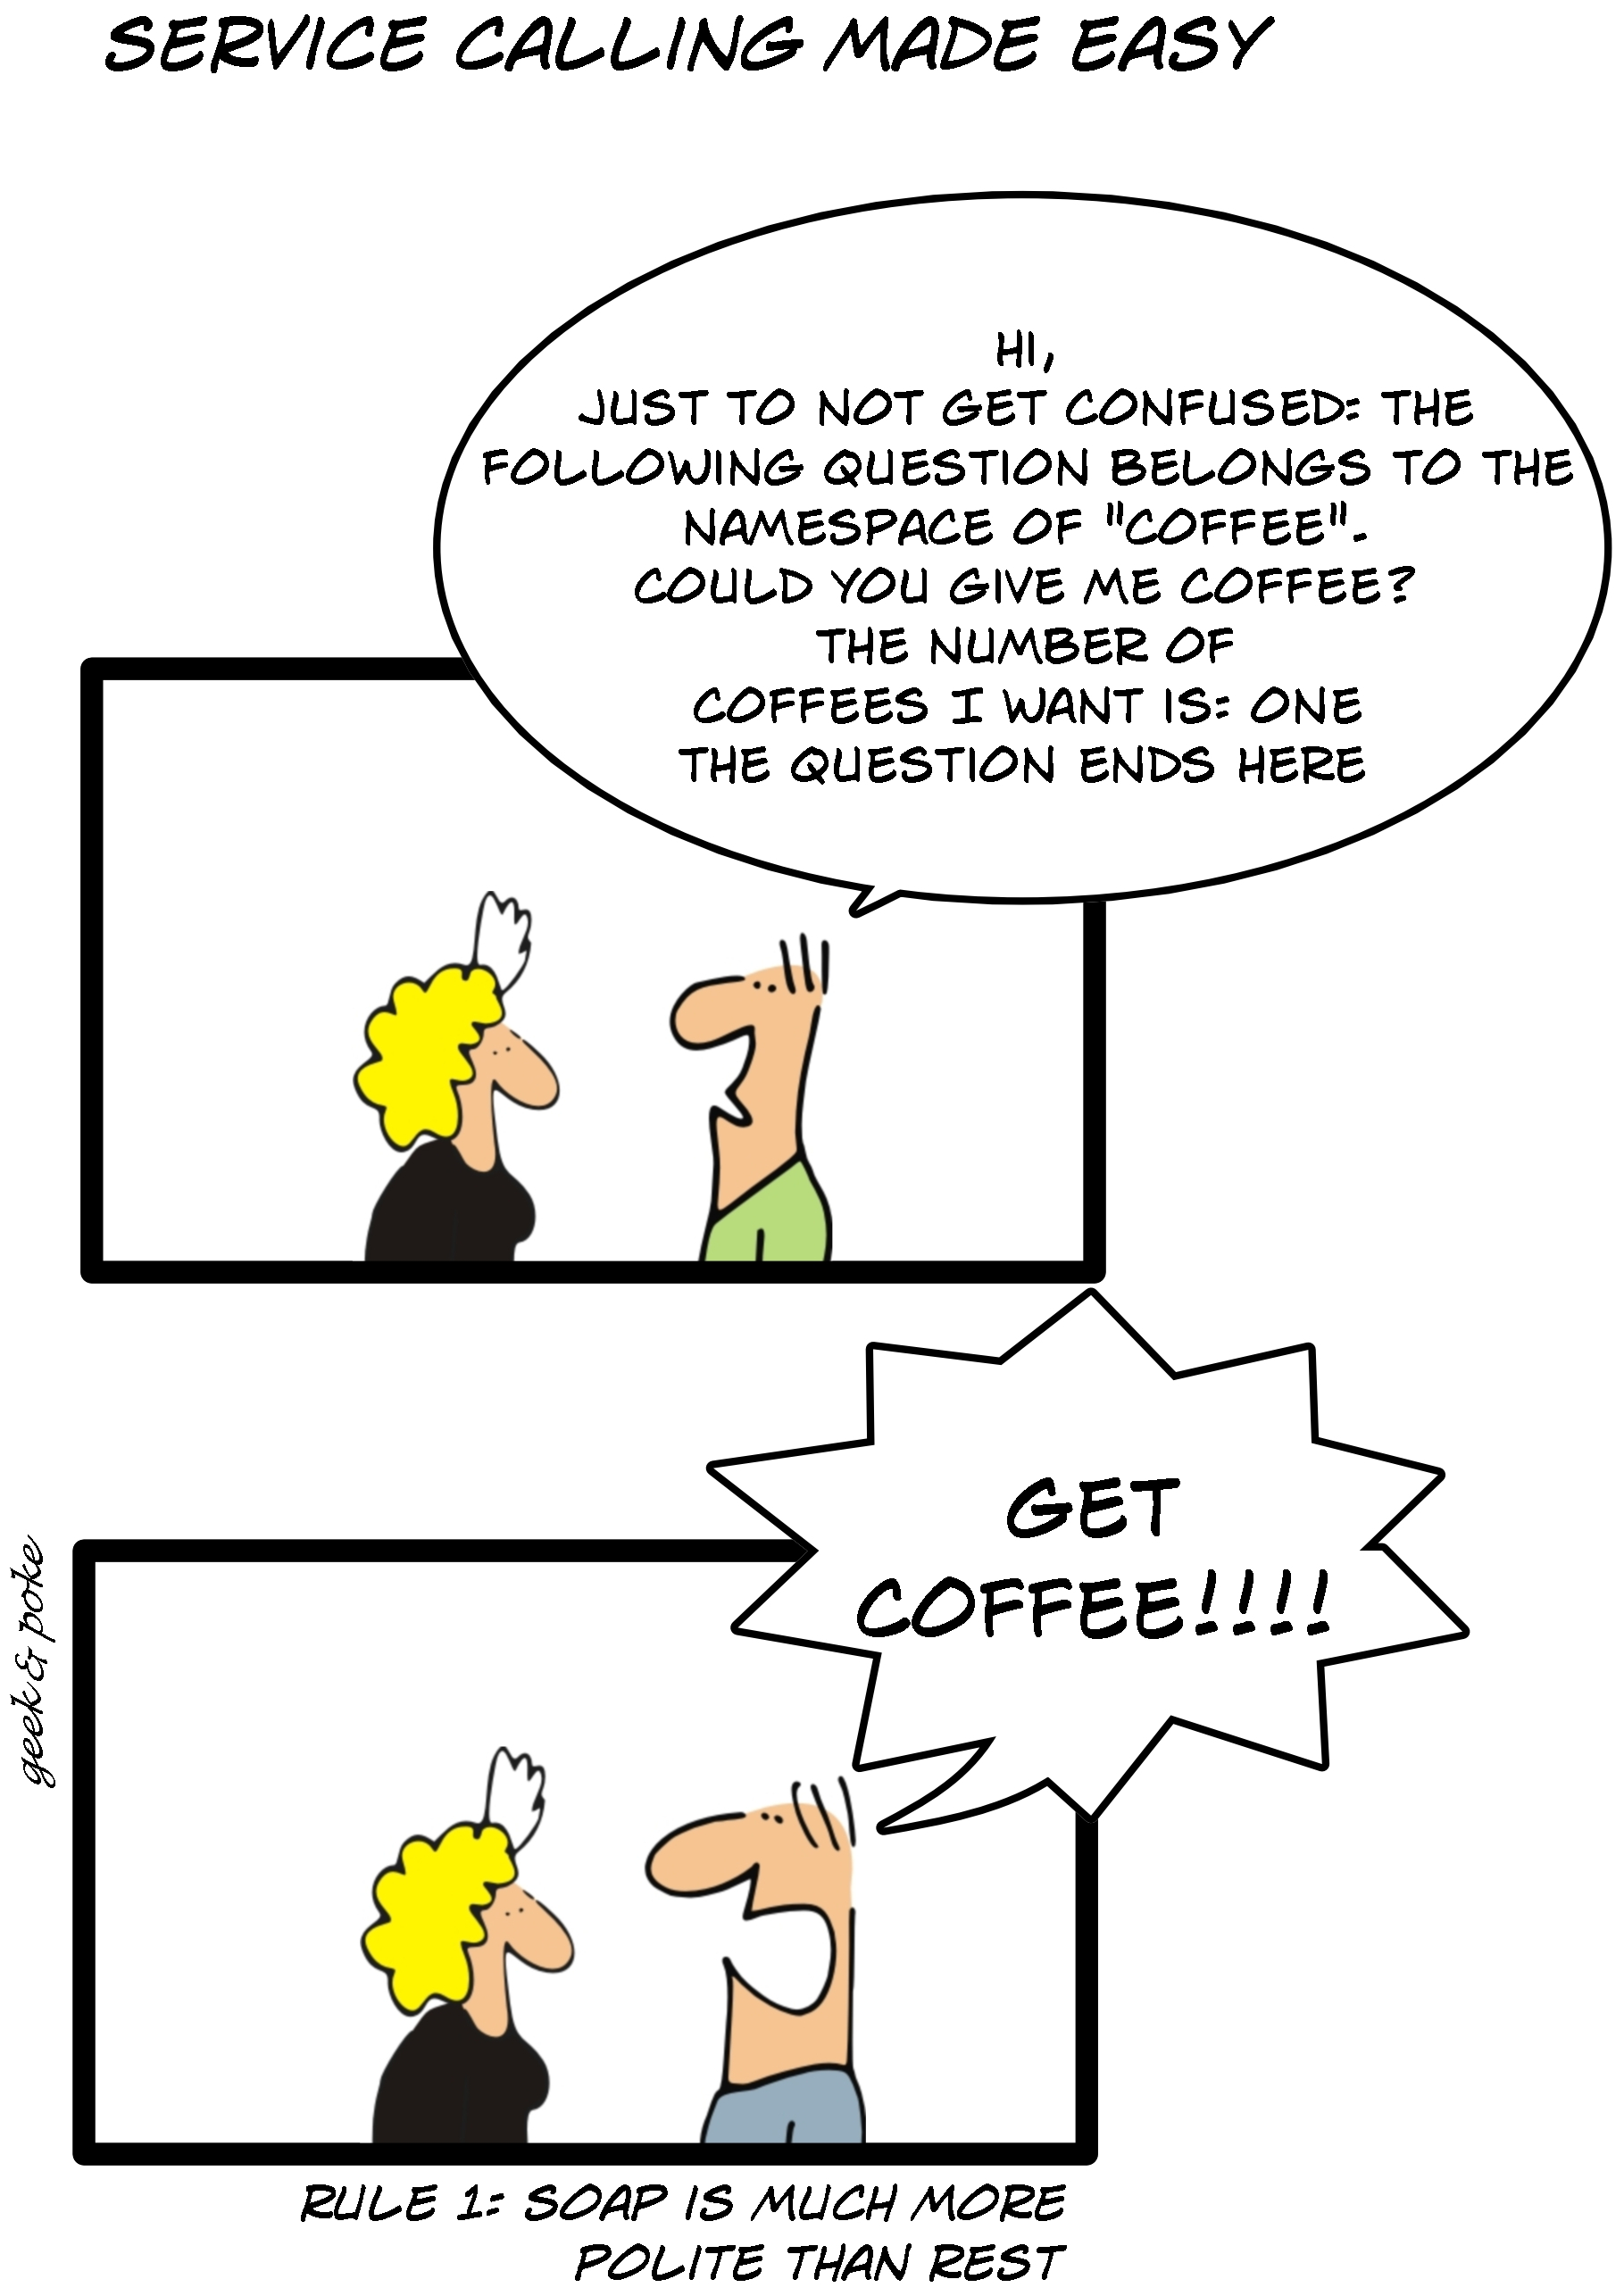 SERVICE CALLING MADE EASY
HI,
JUST TO NOT GET CONFUSED: THE
FOLLOWING QUESTION BELONGS TO THE
NAMESPACE OF "COFFEE".
COULD YOU GIVE ME COFFEE?
THE NUMBER OF
COFFEES I WANT IS: ONE
THE QUESTION ENDS HERE
GET
COFFEE!!!!
geek & poke
RULE 1: SOAP IS MUCH MORE
POLITE THAN REST